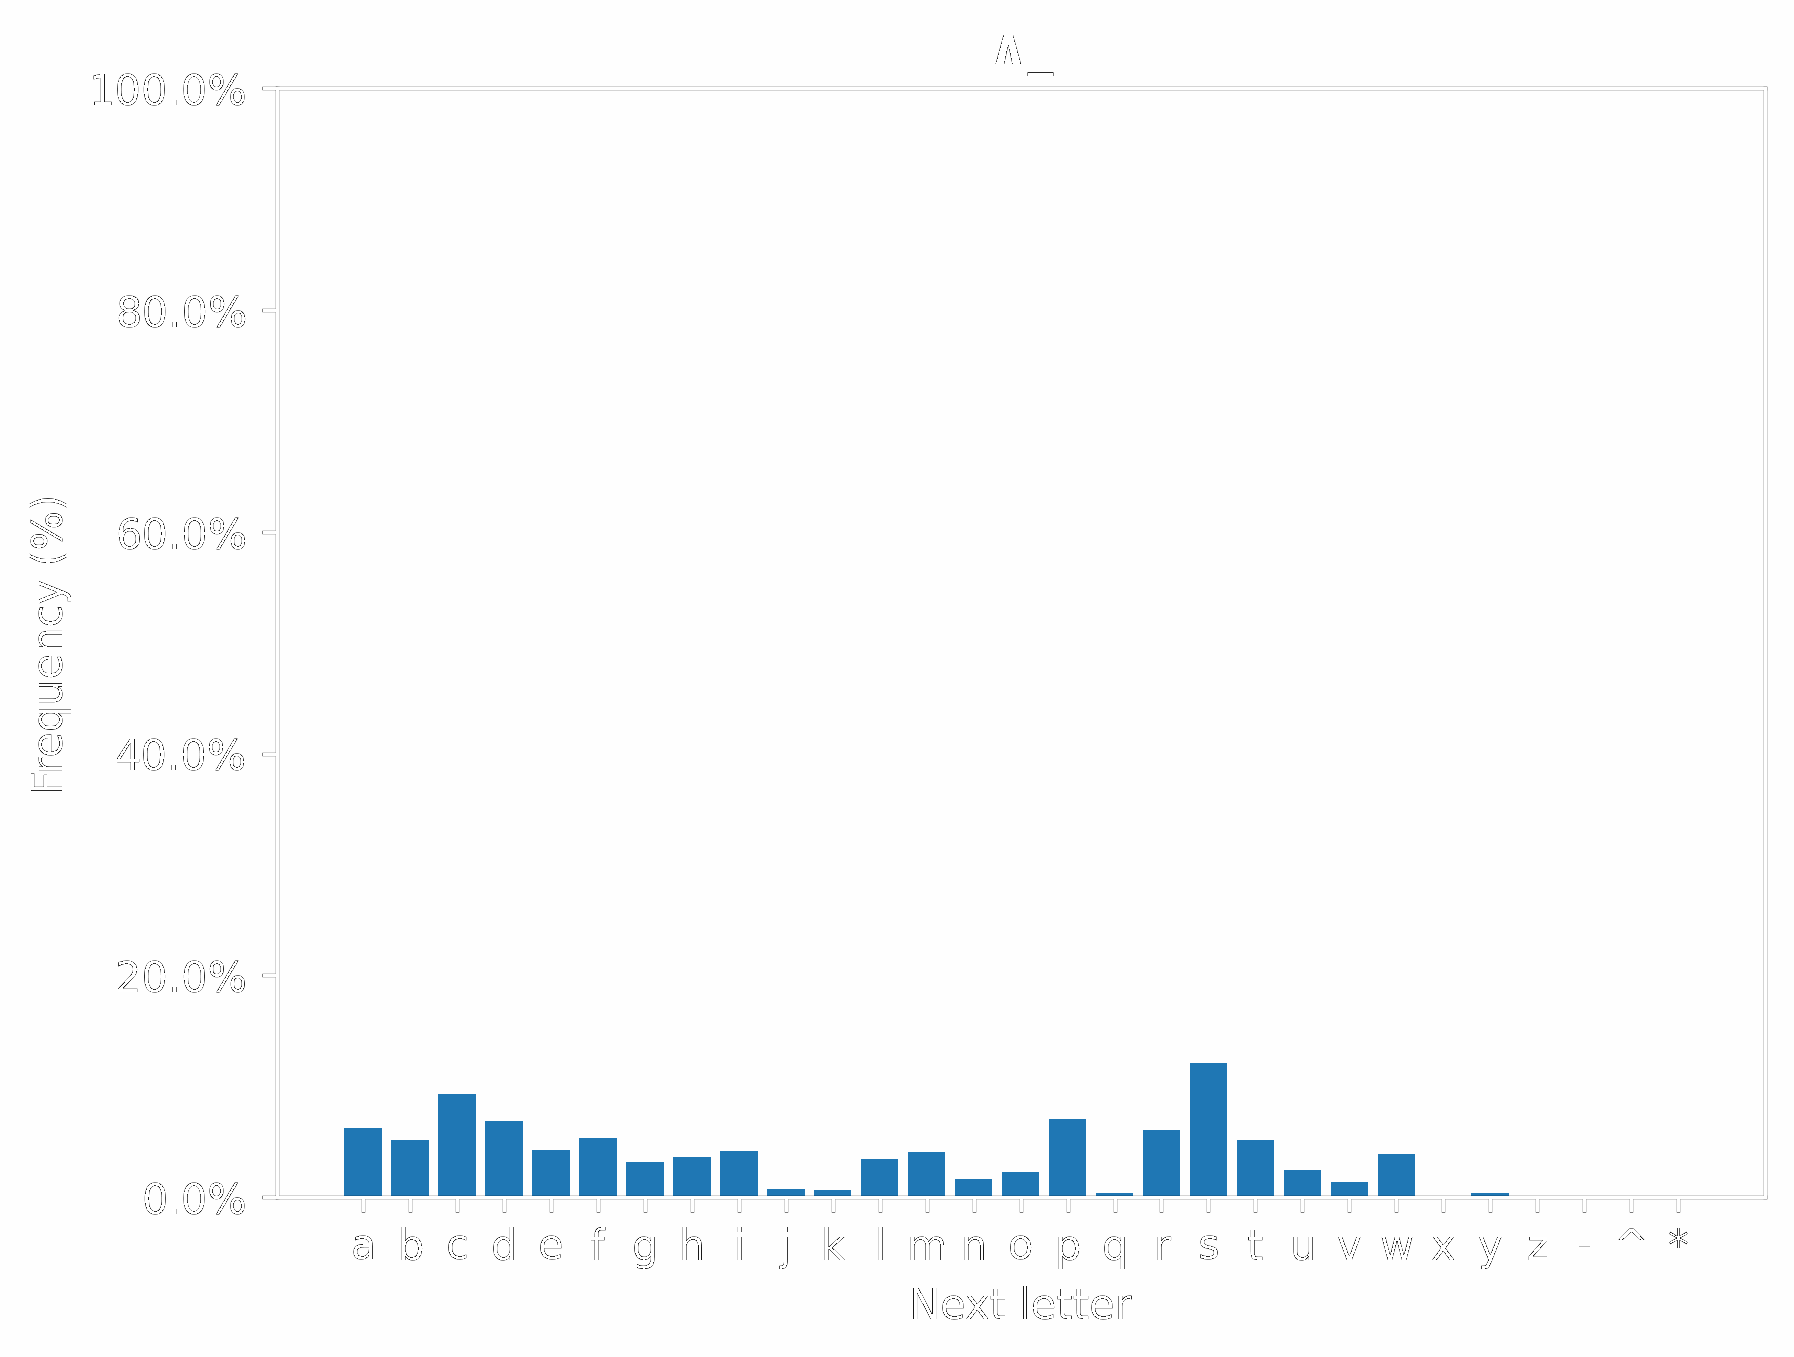 ^_
100.0%
80.0%
60.0%
40.0%
20.0%
0.0%
Frequency (%)
a b c d e f g h i j k l m n o p q r s t u v w x y z - ^ *
Next letter